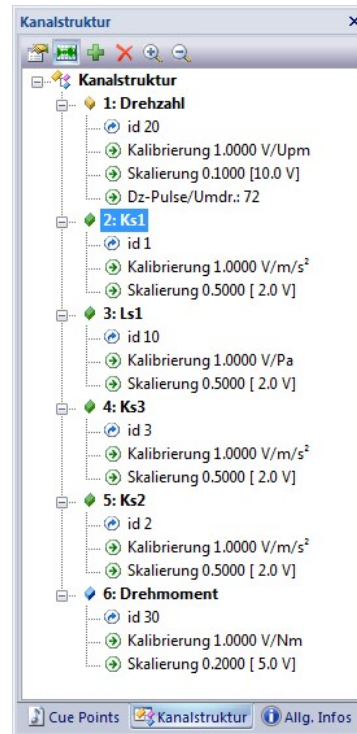 Kanalstruktur
Kanalstruktur
1: Drehzahl
id 20
Kalibrierung 1.0000 V/Upm
Skalierung 0.1000 [10.0 V]
Dz-Pulse/Umdr.: 72
2: Ks1
id 1
Kalibrierung 1.0000 V/m/s²
Skalierung 0.5000 [ 2.0 V]
3: Ls1
id 10
Kalibrierung 1.0000 V/Pa
Skalierung 0.5000 [ 2.0 V]
4: Ks3
id 3
Kalibrierung 1.0000 V/m/s²
Skalierung 0.5000 [ 2.0 V]
5: Ks2
id 2
Kalibrierung 1.0000 V/m/s²
Skalierung 0.5000 [ 2.0 V]
6: Drehmoment
id 30
Kalibrierung 1.0000 V/Nm
Skalierung 0.2000 [ 5.0 V]
Cue Points Kanalstruktur Allg. Infos